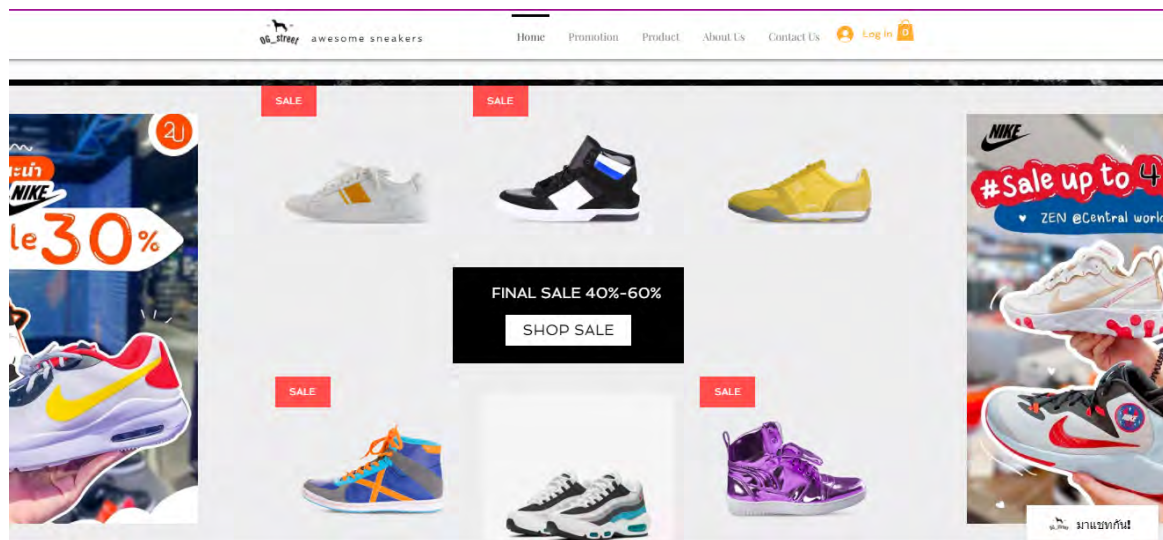 OG_street
awesome sneakers
Home
Promotion
Product
About Us
Contact Us
Log In
0
SALE
SALE
2U
NIKE
le 30%
NIKE
#Sale up to 4
♥ ZEN @Central world
FINAL SALE 40%-60%
SHOP SALE
SALE
SALE
มาแชทกัน!